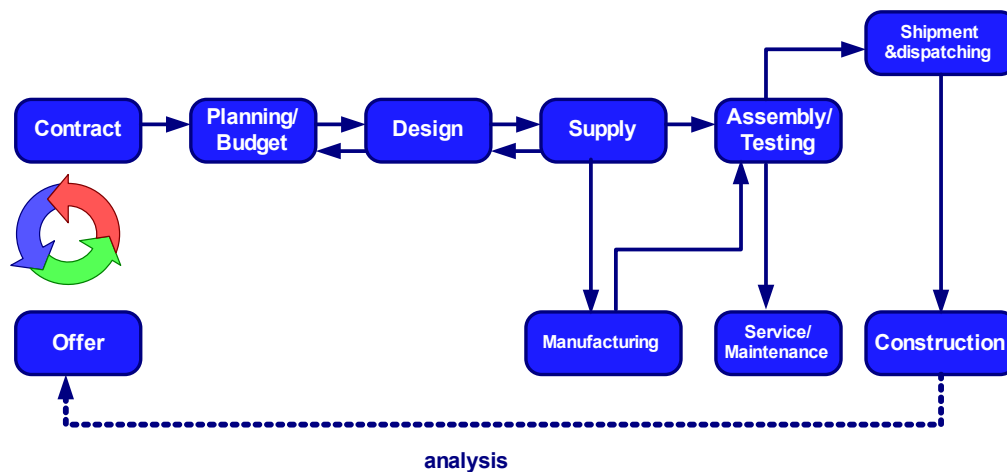 Shipment
&dispatching
Contract
Planning/
Budget
Design
Supply
Assembly/
Testing
Offer
Manufacturing
Service/
Maintenance
Construction
analysis